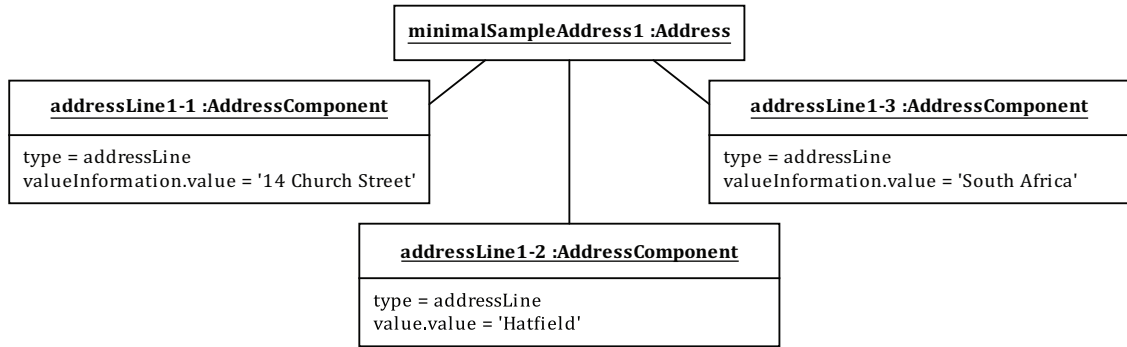 minimalSampleAddress1 :Address
addressLine1-1 :AddressComponent
type = addressLine
valueInformation.value = '14 Church Street'
addressLine1-3 :AddressComponent
type = addressLine
valueInformation.value = 'South Africa'
addressLine1-2 :AddressComponent
type = addressLine
value.value = 'Hatfield'